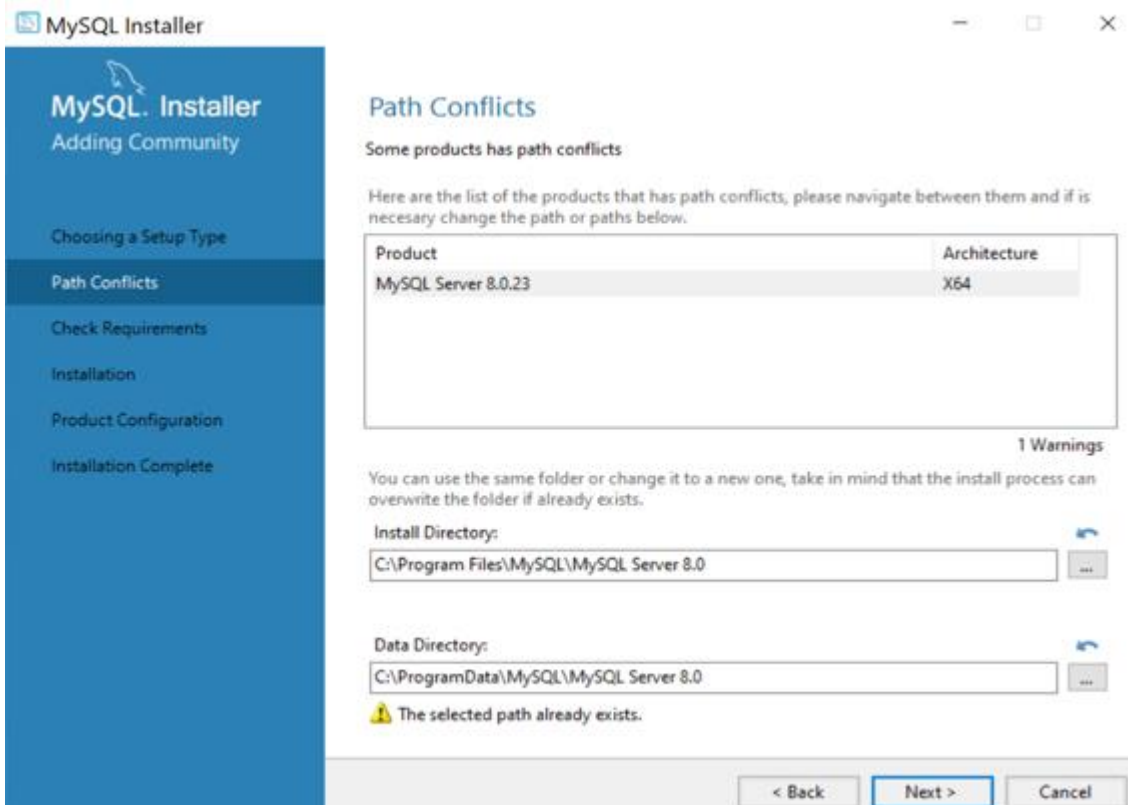 MySQL Installer
MySQL. Installer
Adding Community
Choosing a Setup Type
Path Conflicts
Check Requirements
Installation
Product Configuration
Installation Complete
Path Conflicts
Some products has path conflicts
Here are the list of the products that has path conflicts, please navigate between them and if is
necesary change the path or paths below.
Product Architecture
MySQL Server 8.0.23 X64
1 Warnings
You can use the same folder or change it to a new one, take in mind that the install process can
overwrite the folder if already exists.
Install Directory:
C:\Program Files\MySQL\MySQL Server 8.0
...
Data Directory:
C:\ProgramData\MySQL\MySQL Server 8.0
...
The selected path already exists.
< Back Next > Cancel